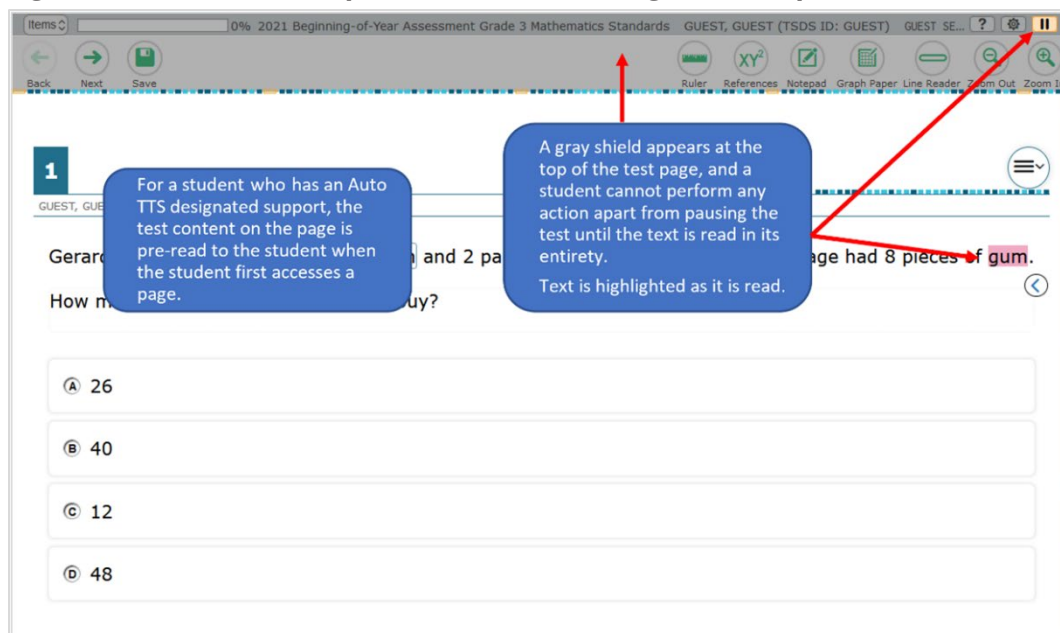 Items
0% 2021 Beginning-of-Year Assessment Grade 3 Mathematics Standards GUEST, GUEST (TSDS ID: GUEST) GUEST SE... ?
XY²
Back Next Save Ruler References Notepad Graph Paper Line Reader Zoom Out Zoom I
1
GUEST, GUE
For a student who has an Auto
TTS designated support, the
test content on the page is
pre-read to the student when
the student first accesses a
page.
A gray shield appears at the
top of the test page, and a
student cannot perform any
action apart from pausing the
test until the text is read in its
entirety.
Text is highlighted as it is read.
Gerar and 2 pa age had 8 pieces of gum.
How m uy?
A 26
B 40
C 12
D 48